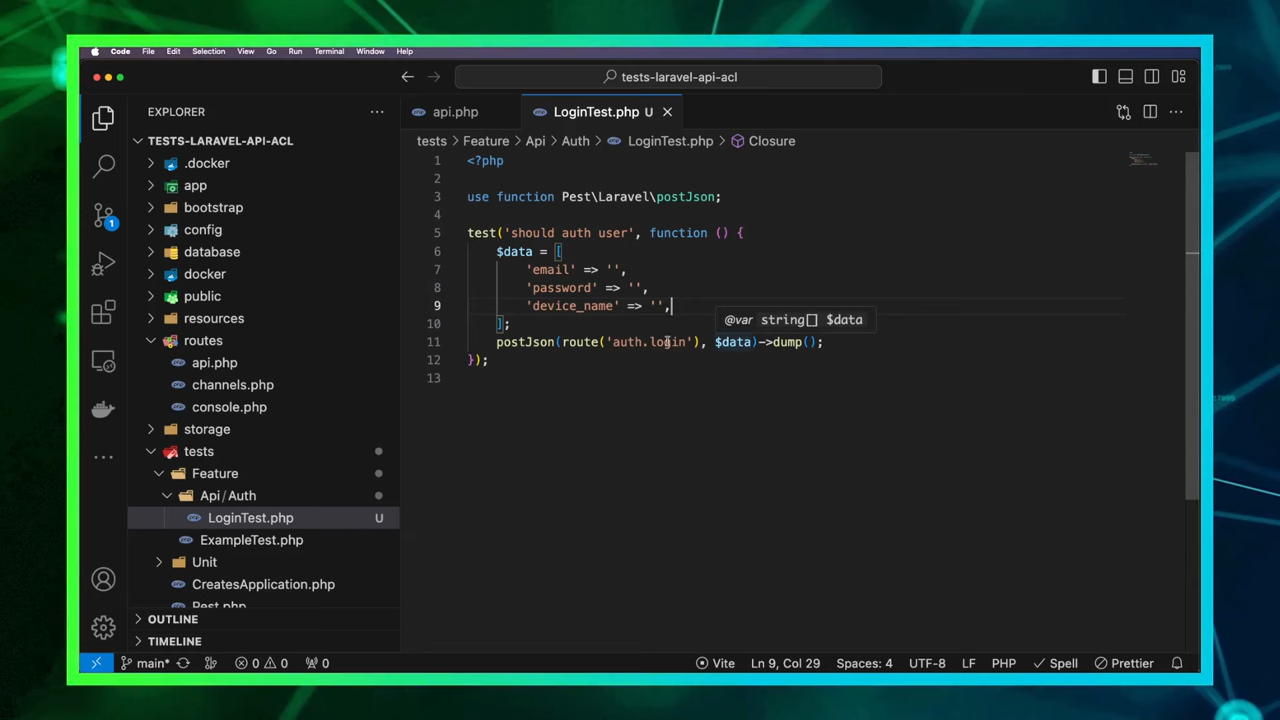 Code File Edit Selection View Go Run Terminal Window Help
tests-laravel-api-acl
EXPLORER
TESTS-LARAVEL-API-ACL
.docker
app
bootstrap
config
database
docker
public
resources
routes
api.php
channels.php
console.php
storage
tests
Feature
Api/Auth
LoginTest.php U
ExampleTest.php
Unit
CreatesApplication.php
Pest.php
OUTLINE
TIMELINE
1
api.php
LoginTest.php U
tests > Feature > Api > Auth > LoginTest.php > Closure
1 <?php
2
3 use function Pest\Laravel\postJson;
4
5 test('should auth user', function () {
6 $data = [
7 'email' => '',
8 'password' => '',
9 'device_name' => '',
@var string[] $data
10 ];
11 postJson(route('auth.login'), $data)->dump();
12 });
13
main* 0 0 0 Vite Ln 9, Col 29 Spaces: 4 UTF-8 LF PHP Spell Prettier